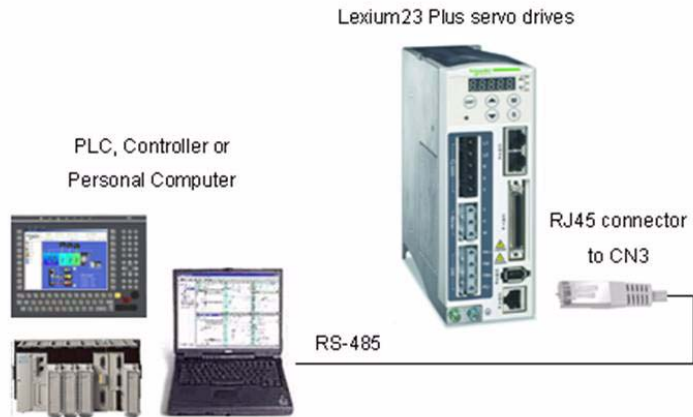 Lexium23 Plus servo drives
PLC, Controller or
Personal Computer
RJ45 connector
to CN3
RS-485